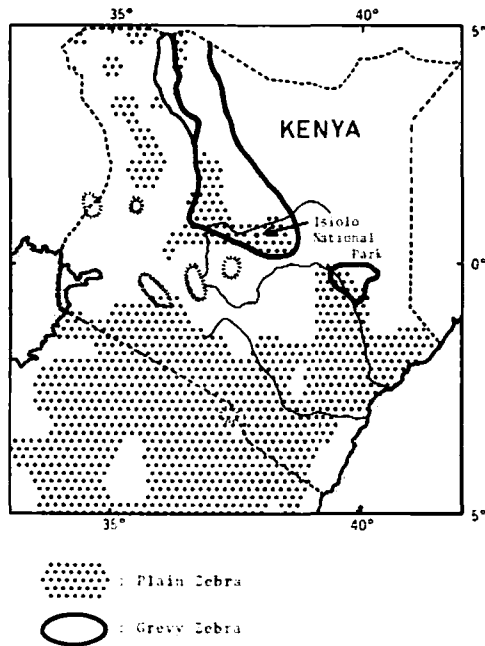 35° 40° 5°
KENYA
Isiolo
National
Park
0°
35° 40° 5°
: Plain Zebra
: Grevy Zebra